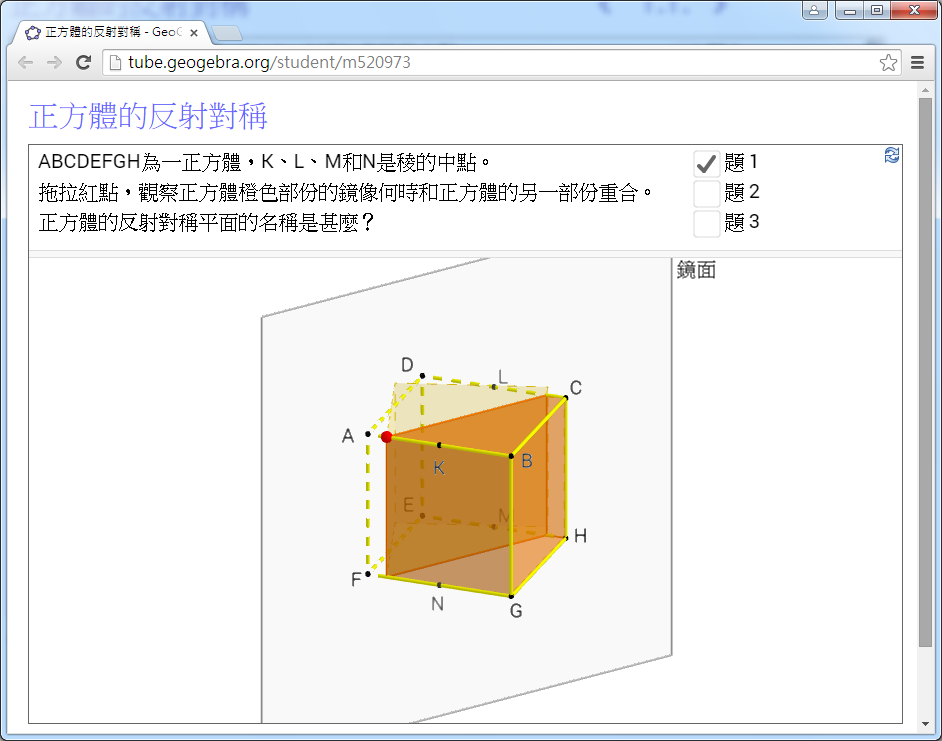 正方體的反射對稱 - GeoG
tube.geogebra.org/student/m520973
正方體的反射對稱
ABCDEFGH為一正方體，K、L、M和N是稜的中點。
拖拉紅點，觀察正方體橙色部份的鏡像何時和正方體的另一部份重合。
正方體的反射對稱平面的名稱是甚麼？
題 1
題 2
題 3
鏡面
D
L
C
A
K
B
E
M
H
F
N
G